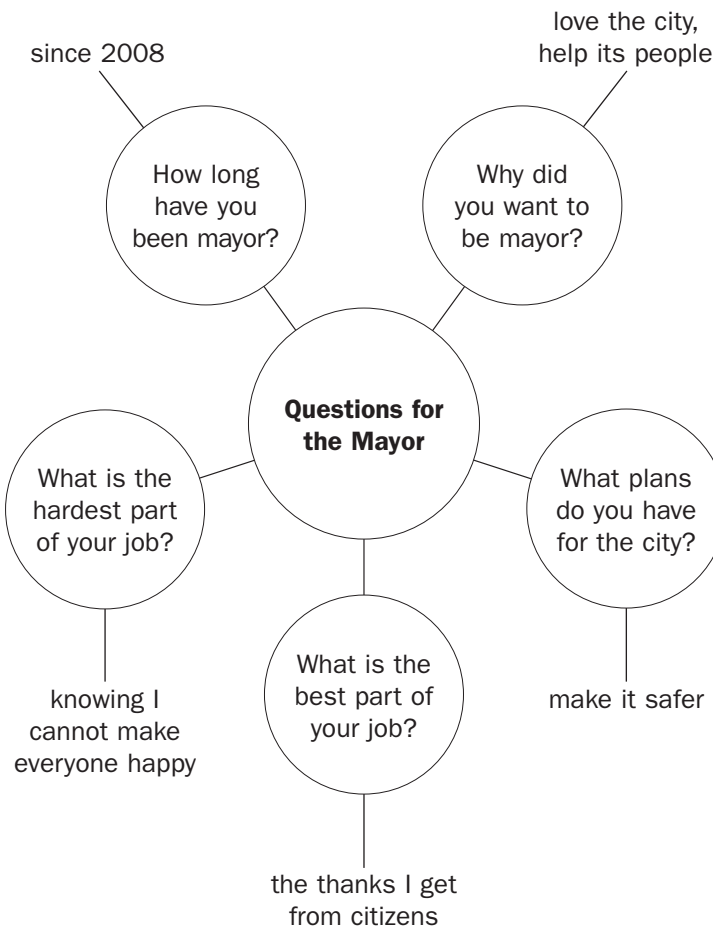 since 2008
love the city,
help its people
How long
have you
been mayor?
Why did
you want to
be mayor?
Questions for
the Mayor
What is the
hardest part
of your job?
What plans
do you have
for the city?
knowing I
cannot make
everyone happy
What is the
best part of
your job?
make it safer
the thanks I get
from citizens